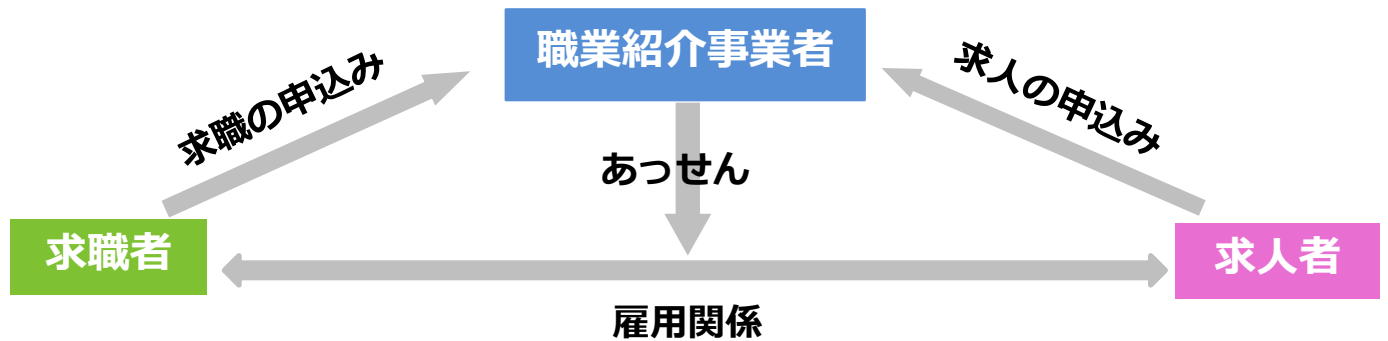 職業紹介事業者
求職の申込み
求人の申込み
あっせん
求職者
求人者
雇用関係